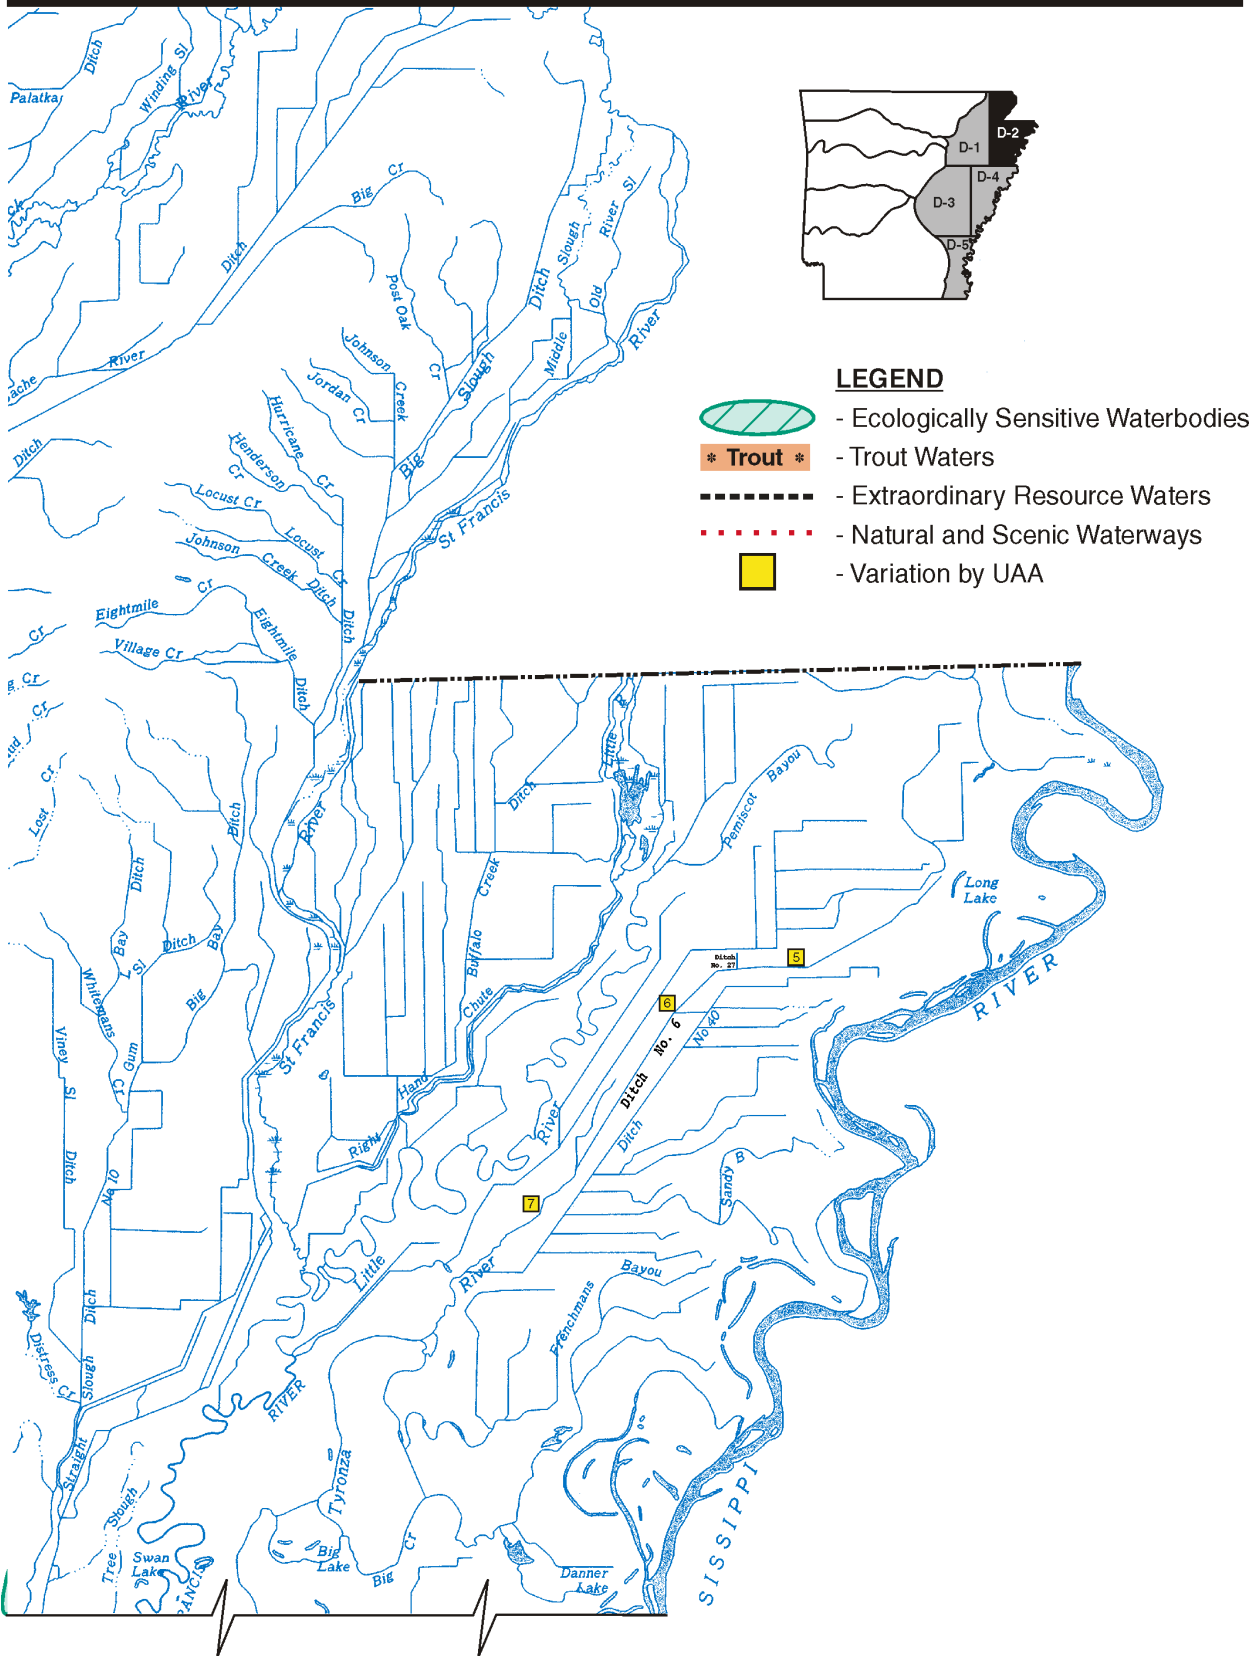 Ditch
Winding Sl
River
Palatka
D-2
D-1
D-4
D-3
D-5
Big Cr
River Sl
Slough
Ditch
Ditch
Old
Post Oak
Cr
Middle
River
Johnson
Creek
River
ache
Jordan Cr
Slough
LEGEND
- Ecologically Sensitive Waterbodies
* Trout * - Trout Waters
- Extraordinary Resource Waters
- Natural and Scenic Waterways
- Variation by UAA
Hurricane
Cr
Henderson
Cr
Ditch
Big
Locust Cr
St Francis
Locust
Cr
Johnson
Creek Ditch
Ditch
Cr
Eightmile
Eightmile
Ditch
Village Cr
Cr
g Cr
Cr
ud
Cr
Lost
Little
Ditch
Pemiscot Bayou
River
Ditch
Ditch
Creek
Buffalo
Long
Lake
Bay
Ditch
Bay
Sl
Big
Ditch
No. 27
5
6
RIVER
Whitemans
Cr
Viney
Sl
Ditch
Gum
St Francis
Chute
Hand
Right
No. 6
Ditch
No 40
Ditch
River
No 10
Ditch
Sandy
B
7
Little
River
Bayou
Frenchmans
Distress Cr
Slough
Straight
RIVER
Tyronza
Slough
Tree
Swan
Lake
RANCIS
Big
Lake
Big
Cr
Danner
Lake
SISSIPPI